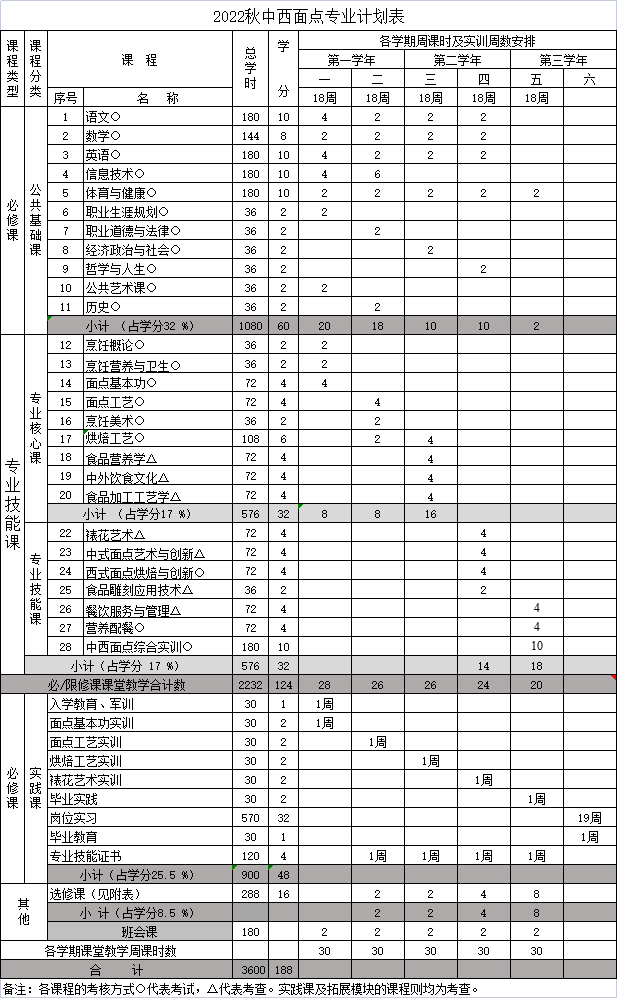 2022秋中西面点专业计划表
课程类型 课程分类 课 程 总学时 学分 各学期周课时及实训周数安排
第一学年 第二学年 第三学年
一 二 三 四 五 六
序号 名 称 18周 18周 18周 18周 18周
必修课 公共基础课
1 语文○ 180 10 4 2 2 2
2 数学○ 144 8 2 2 2 2
3 英语○ 180 10 4 2 2 2
4 信息技术○ 180 10 4 6
5 体育与健康○ 180 10 2 2 2 2 2
6 职业生涯规划○ 36 2 2
7 职业道德与法律○ 36 2 2
8 经济政治与社会○ 36 2 2
9 哲学与人生○ 36 2 2
10 公共艺术课○ 36 2 2
11 历史○ 36 2 2
小计 （占学分32 %） 1080 60 20 18 10 10 2
专业技能课 专业核心课
12 烹饪概论○ 36 2 2
13 烹饪营养与卫生○ 36 2 2
14 面点基本功○ 72 4 4
15 面点工艺○ 72 4 4
16 烹饪美术○ 36 2 2
17 烘焙工艺○ 108 6 2 4
18 食品营养学△ 72 4 4
19 中外饮食文化△ 72 4 4
20 食品加工工艺学△ 72 4 4
小计 （占学分17 %） 576 32 8 8 16
专业技能课
22 裱花艺术△ 72 4 4
23 中式面点艺术与创新△ 72 4 4
24 西式面点烘焙与创新○ 72 4 4
25 食品雕刻应用技术△ 36 2 2
26 餐饮服务与管理△ 72 4 4
27 营养配餐○ 72 4 4
28 中西面点综合实训○ 180 10 10
小计（占学分 17 %） 576 32 14 18
必/限修课课堂教学合计数 2232 124 28 26 26 24 20
必修课 实践课
入学教育、军训 30 1 1周
面点基本功实训 30 2 1周
面点工艺实训 30 2 1周
烘焙工艺实训 30 2 1周
裱花艺术实训 30 2 1周
毕业实践 30 2 1周
岗位实习 570 32 19周
毕业教育 30 1 1周
专业技能证书 120 4 1周 1周 1周 1周
小计（占学分25.5 %） 900 48
其他
选修课（见附表） 288 16 2 2 4 8
小 计（占学分8.5 %） 2 2 4 8
班会课 180 2 2 2 2 2
各学期课堂教学周课时数 30 30 30 30 30
合 计 3600 188
备注：各课程的考核方式○代表考试，△代表考查。实践课及拓展模块的课程则均为考查。